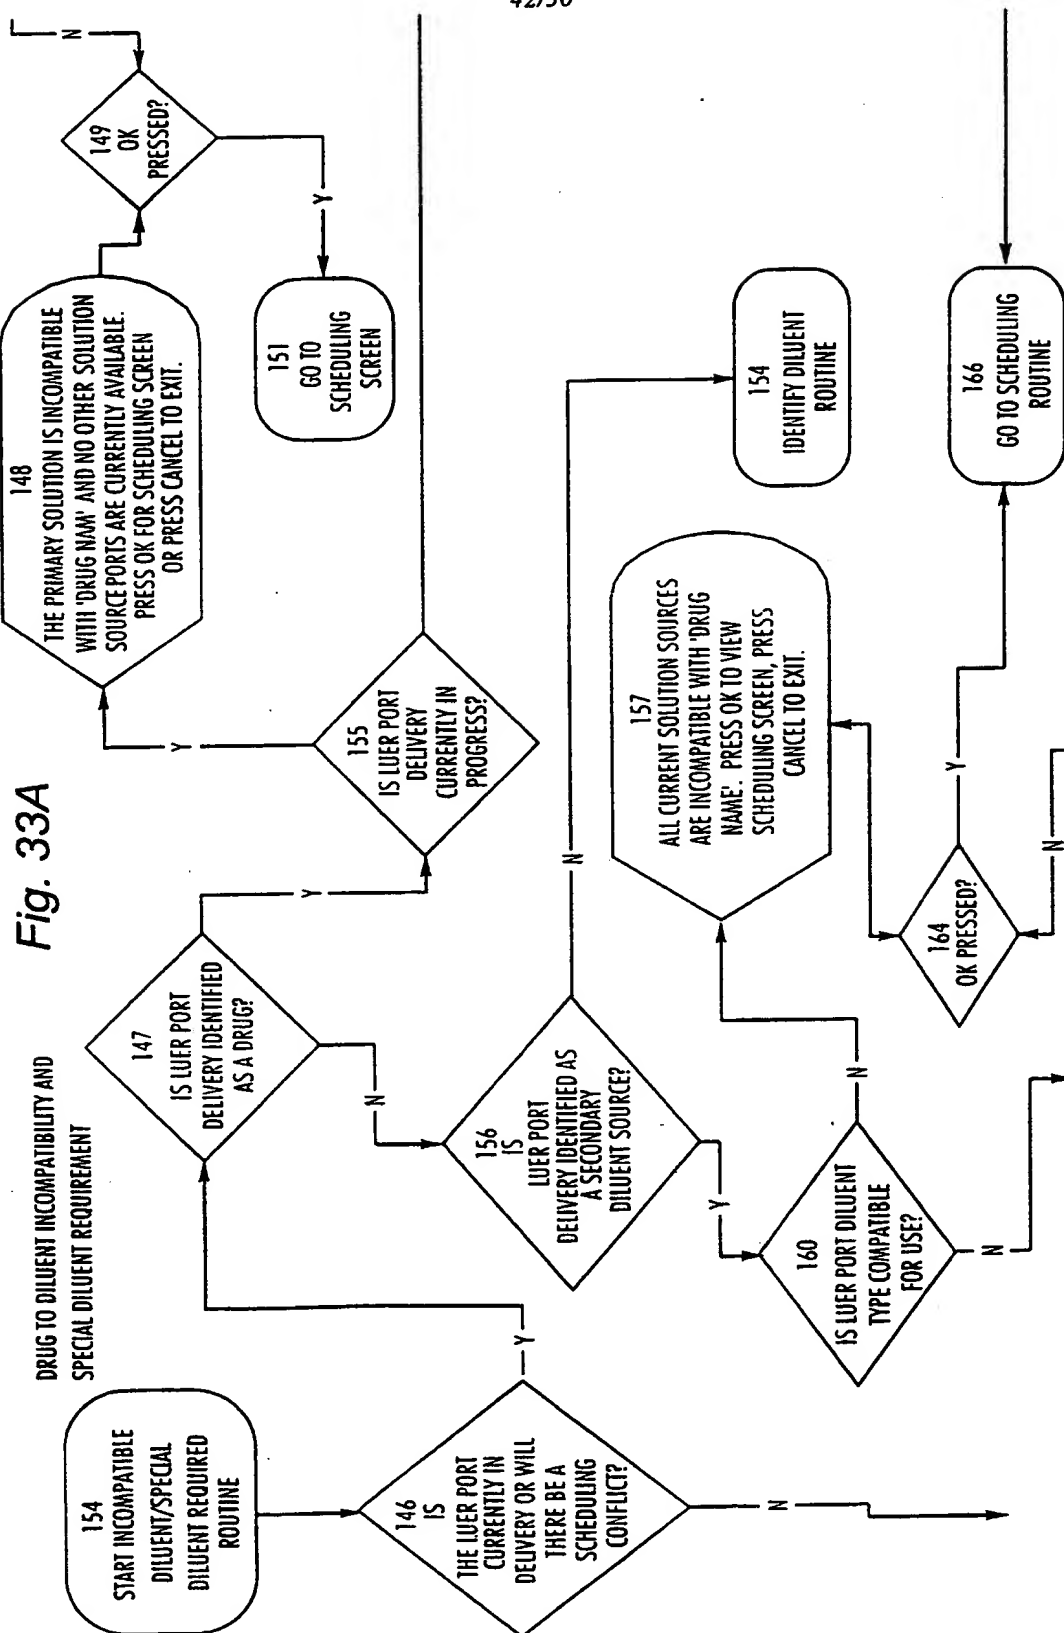 42/50
Fig. 33A
DRUG TO DILUENT INCOMPATIBILITY AND
SPECIAL DILUENT REQUIREMENT
154
START INCOMPATIBLE
DILUENT/SPECIAL
DILUENT REQUIRED
ROUTINE
146
IS
THE LUER PORT
CURRENTLY IN
DELIVERY OR WILL
THERE BE A
SCHEDULING
CONFLICT?
Y
N
147
IS LUER PORT
DELIVERY IDENTIFIED
AS A DRUG?
Y
N
155
IS LUER PORT
DELIVERY
CURRENTLY IN
PROGRESS?
Y
148
THE PRIMARY SOLUTION IS INCOMPATIBLE
WITH 'DRUG NAM' AND NO OTHER SOLUTION
SOURCE PORTS ARE CURRENTLY AVAILABLE.
PRESS OK FOR SCHEDULING SCREEN
OR PRESS CANCEL TO EXIT.
N
149
OK
PRESSED?
Y
151
GO TO
SCHEDULING
SCREEN
156
IS
LUER PORT
DELIVERY IDENTIFIED AS
A SECONDARY
DILUENT SOURCE?
N
Y
154
IDENTIFY DILUENT
ROUTINE
160
IS LUER PORT DILUENT
TYPE COMPATIBLE
FOR USE?
N
N
157
ALL CURRENT SOLUTION SOURCES
ARE INCOMPATIBLE WITH 'DRUG
NAME'. PRESS OK TO VIEW
SCHEDULING SCREEN, PRESS
CANCEL TO EXIT.
164
OK PRESSED?
Y
N
166
GO TO SCHEDULING
ROUTINE